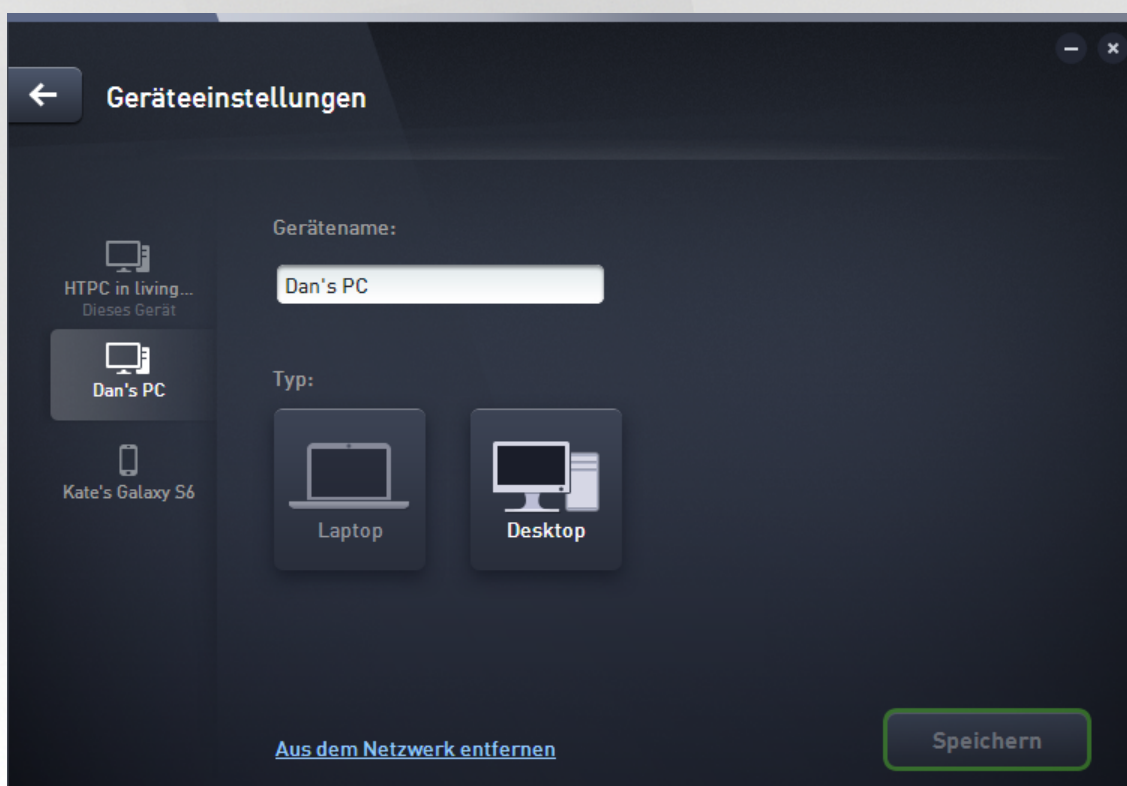 Geräteeinstellungen
HTPC in living...
Dieses Gerät
Dan's PC
Kate's Galaxy S6
Gerätename:
Dan's PC
Typ:
Laptop
Desktop
Aus dem Netzwerk entfernen
Speichern